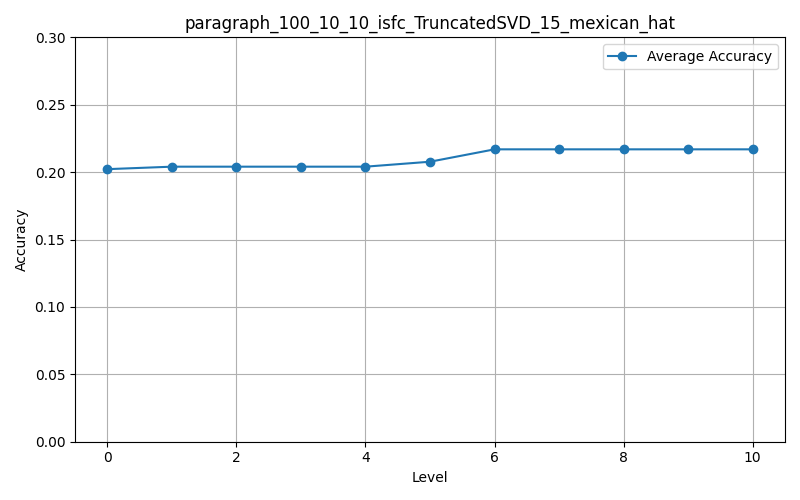 paragraph_100_10_10_isfc_TruncatedSVD_15_mexican_hat
Average Accuracy
0.30
0.25
0.20
0.15
0.10
0.05
0.00
Accuracy
0 2 4 6 8 10
Level